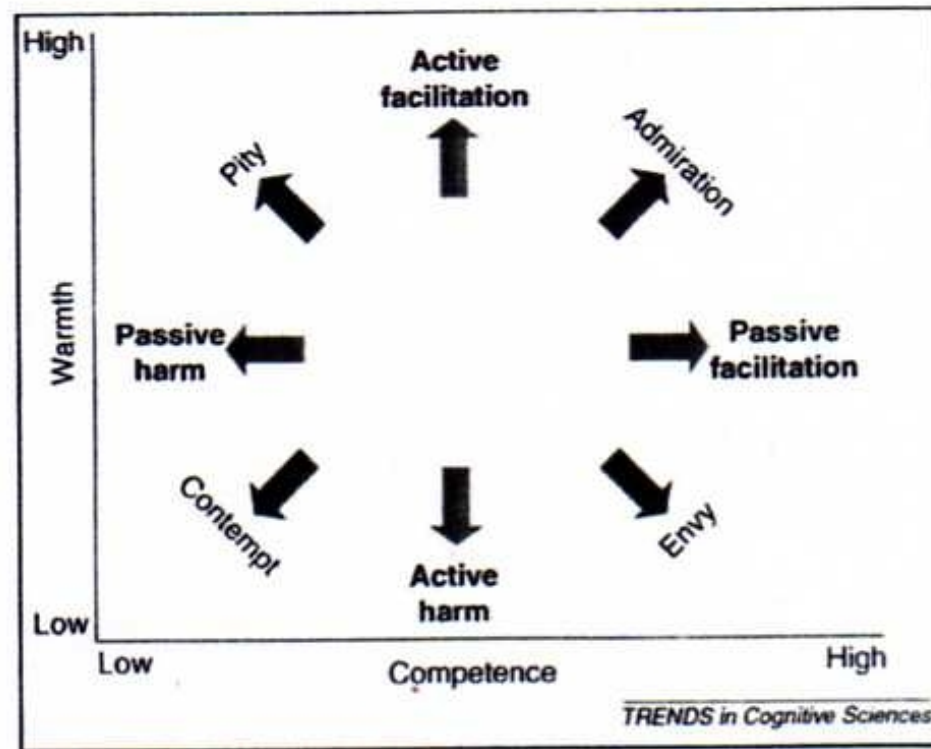 High
Active
facilitation
Pity
Admiration
Warmth
Passive
harm
Passive
facilitation
Contempt
Envy
Active
harm
Low
Low
Competence
High
TRENDS in Cognitive Sciences